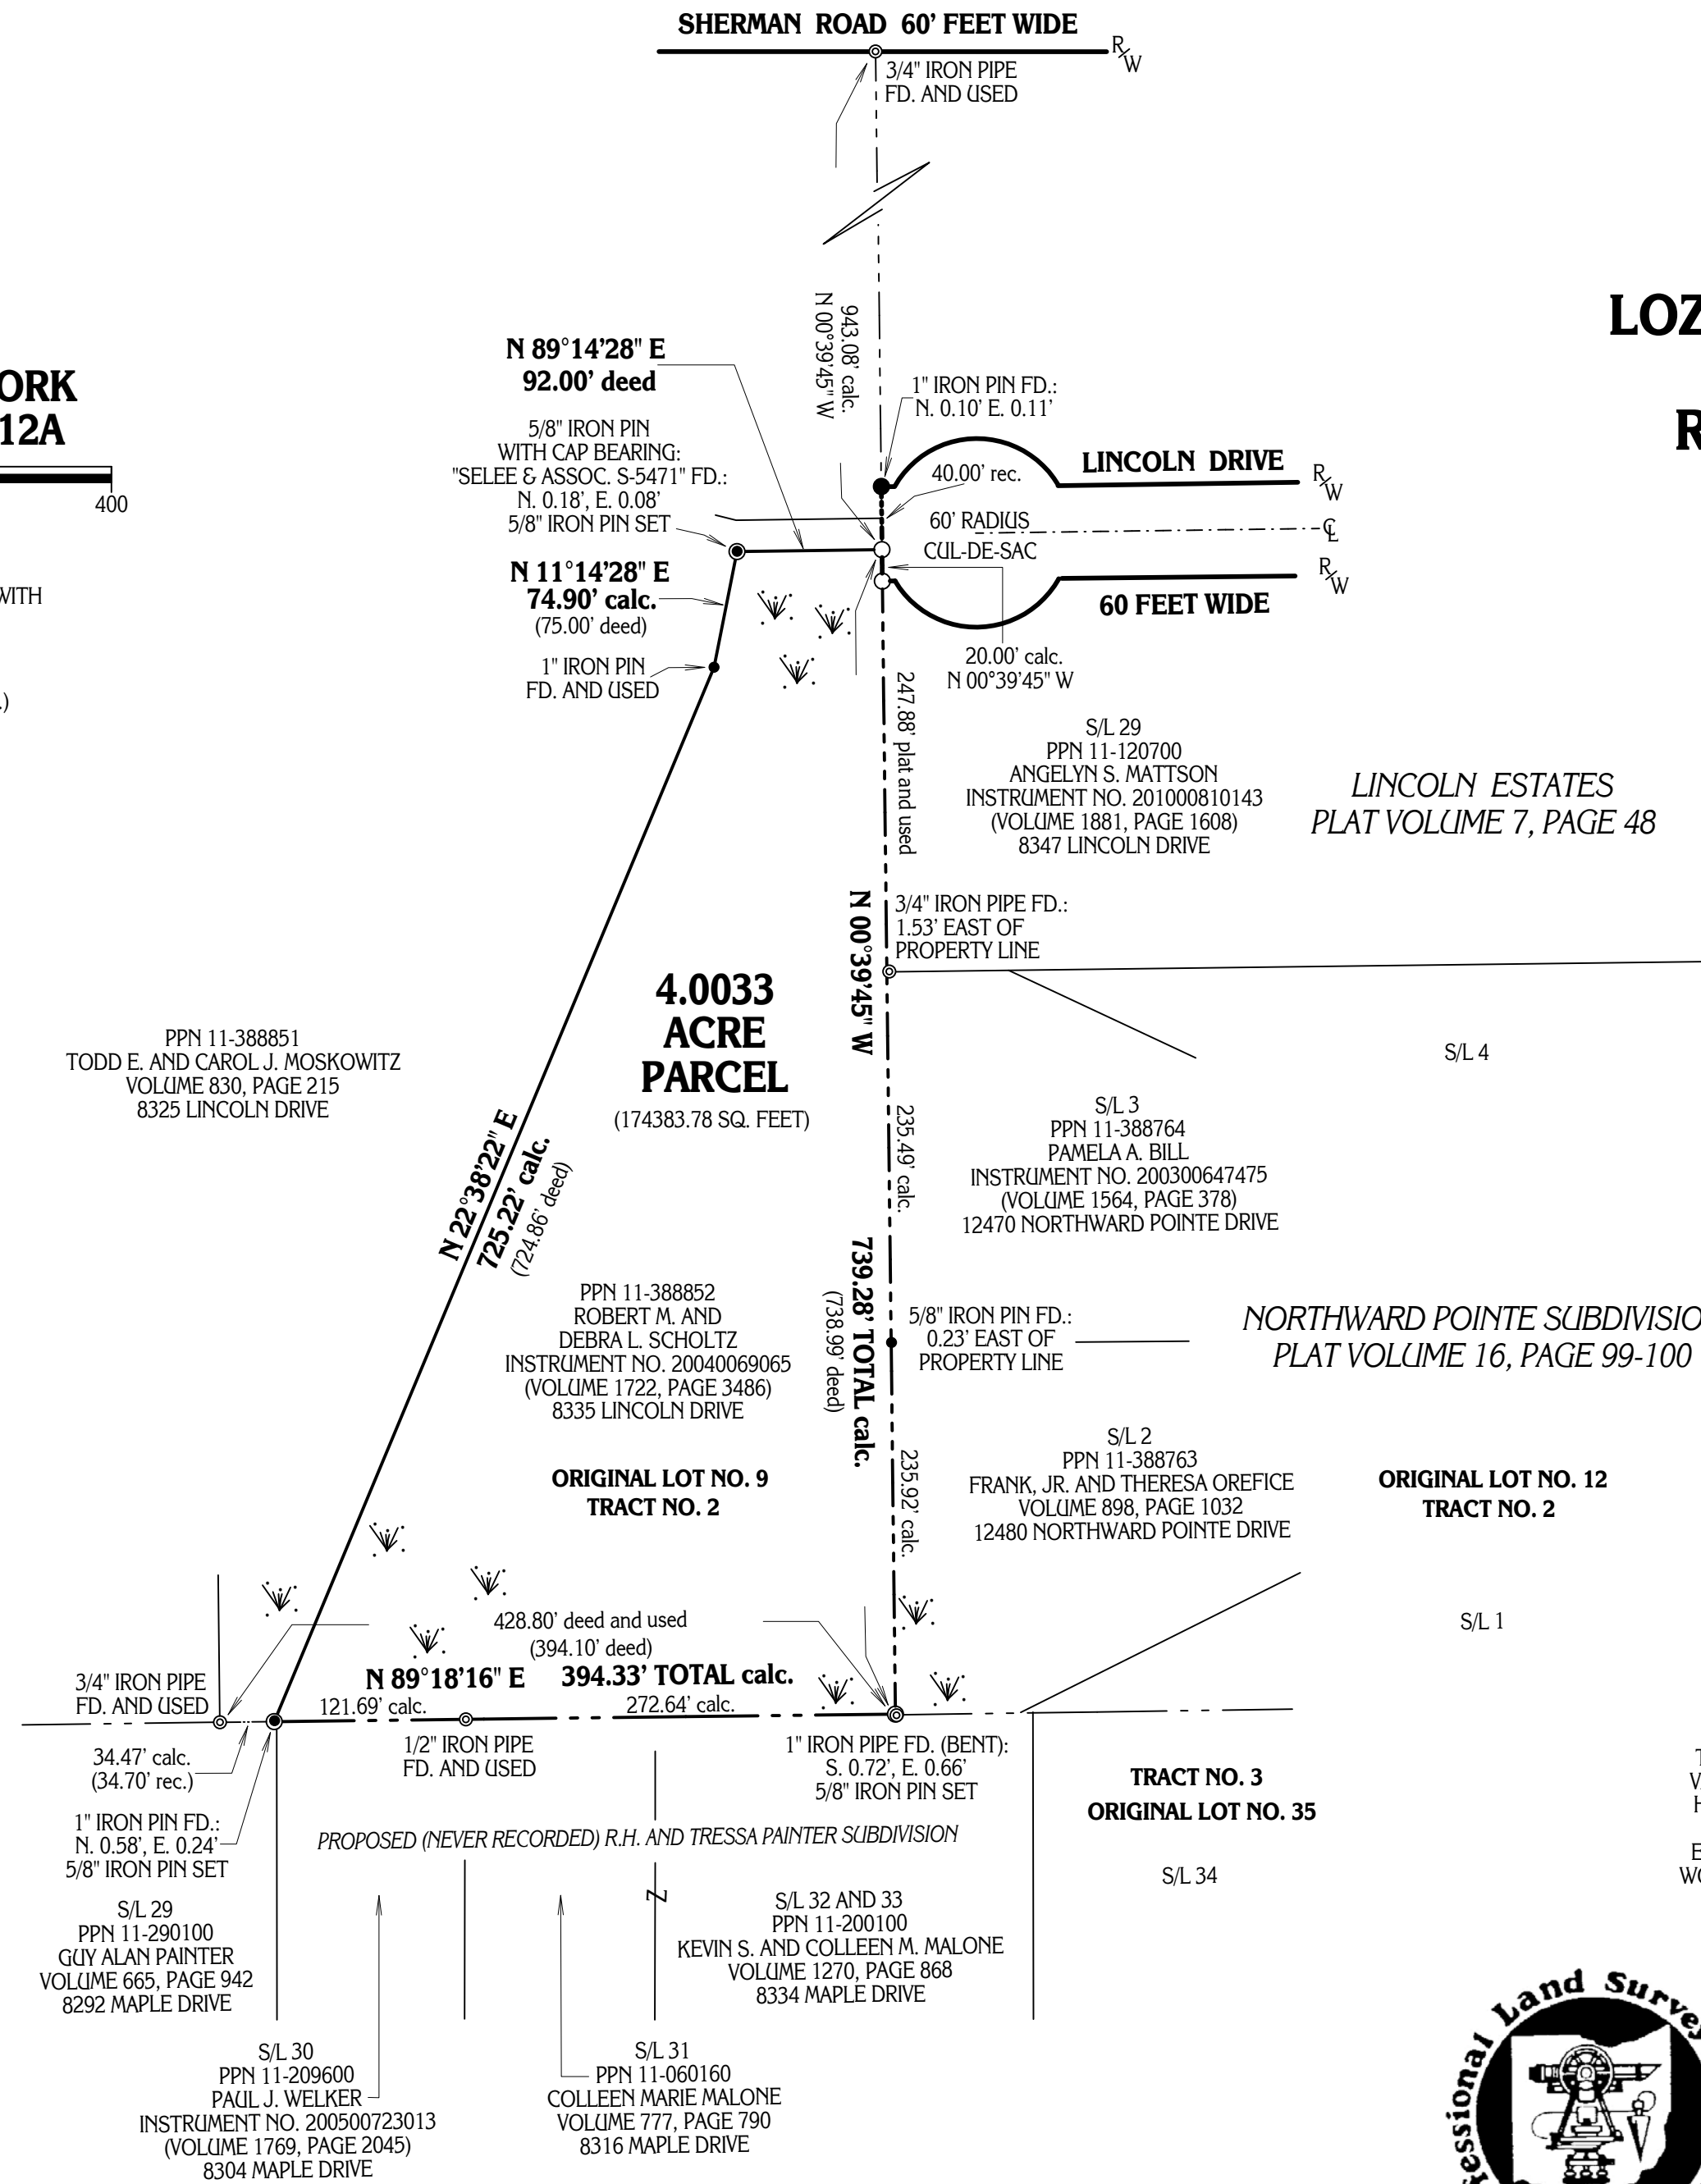 SHERMAN ROAD 60' FEET WIDE
R/W
3/4" IRON PIPE
FD. AND USED
943.08' calc.
N 00°39'45" W
LOZ
R
ORK
12A
400
WITH
.)
N 89°14'28" E
92.00' deed
5/8" IRON PIN
WITH CAP BEARING:
"SELEE & ASSOC. S-5471" FD.:
N. 0.18', E. 0.08'
5/8" IRON PIN SET
N 11°14'28" E
74.90' calc.
(75.00' deed)
1" IRON PIN
FD. AND USED
1" IRON PIN FD.:
N. 0.10' E. 0.11'
40.00' rec.
LINCOLN DRIVE
R/W
60' RADIUS
CUL-DE-SAC
CL
R/W
60 FEET WIDE
20.00' calc.
N 00°39'45" W
247.88' plat and used
S/L 29
PPN 11-120700
ANGELYN S. MATTSON
INSTRUMENT NO. 201000810143
(VOLUME 1881, PAGE 1608)
8347 LINCOLN DRIVE
LINCOLN ESTATES
PLAT VOLUME 7, PAGE 48
3/4" IRON PIPE FD.:
1.53' EAST OF
PROPERTY LINE
N 00°39'45" W
739.28' TOTAL calc.
(738.99' deed)
4.0033
ACRE
PARCEL
(174383.78 SQ. FEET)
PPN 11-388851
TODD E. AND CAROL J. MOSKOWITZ
VOLUME 830, PAGE 215
8325 LINCOLN DRIVE
N 22°38'22" E
725.22' calc.
(724.86' deed)
235.49' calc.
S/L 4
S/L 3
PPN 11-388764
PAMELA A. BILL
INSTRUMENT NO. 200300647475
(VOLUME 1564, PAGE 378)
12470 NORTHWARD POINTE DRIVE
PPN 11-388852
ROBERT M. AND
DEBRA L. SCHOLTZ
INSTRUMENT NO. 20040069065
(VOLUME 1722, PAGE 3486)
8335 LINCOLN DRIVE
5/8" IRON PIN FD.:
0.23' EAST OF
PROPERTY LINE
NORTHWARD POINTE SUBDIVISIO
PLAT VOLUME 16, PAGE 99-100
235.92' calc.
S/L 2
PPN 11-388763
FRANK, JR. AND THERESA OREFICE
VOLUME 898, PAGE 1032
12480 NORTHWARD POINTE DRIVE
ORIGINAL LOT NO. 9
TRACT NO. 2
ORIGINAL LOT NO. 12
TRACT NO. 2
S/L 1
428.80' deed and used
(394.10' deed)
N 89°18'16" E 394.33' TOTAL calc.
121.69' calc.
272.64' calc.
3/4" IRON PIPE
FD. AND USED
34.47' calc.
(34.70' rec.)
1" IRON PIN FD.:
N. 0.58', E. 0.24'
5/8" IRON PIN SET
1/2" IRON PIPE
FD. AND USED
1" IRON PIPE FD. (BENT):
S. 0.72', E. 0.66'
5/8" IRON PIN SET
TRACT NO. 3
ORIGINAL LOT NO. 35
T
V
H
E
WO
PROPOSED (NEVER RECORDED) R.H. AND TRESSA PAINTER SUBDIVISION
S/L 34
S/L 29
PPN 11-290100
GUY ALAN PAINTER
VOLUME 665, PAGE 942
8292 MAPLE DRIVE
Z
S/L 32 AND 33
PPN 11-200100
KEVIN S. AND COLLEEN M. MALONE
VOLUME 1270, PAGE 868
8334 MAPLE DRIVE
S/L 30
PPN 11-209600
PAUL J. WELKER
INSTRUMENT NO. 200500723013
(VOLUME 1769, PAGE 2045)
8304 MAPLE DRIVE
S/L 31
PPN 11-060160
COLLEEN MARIE MALONE
VOLUME 777, PAGE 790
8316 MAPLE DRIVE
essional Land Survey